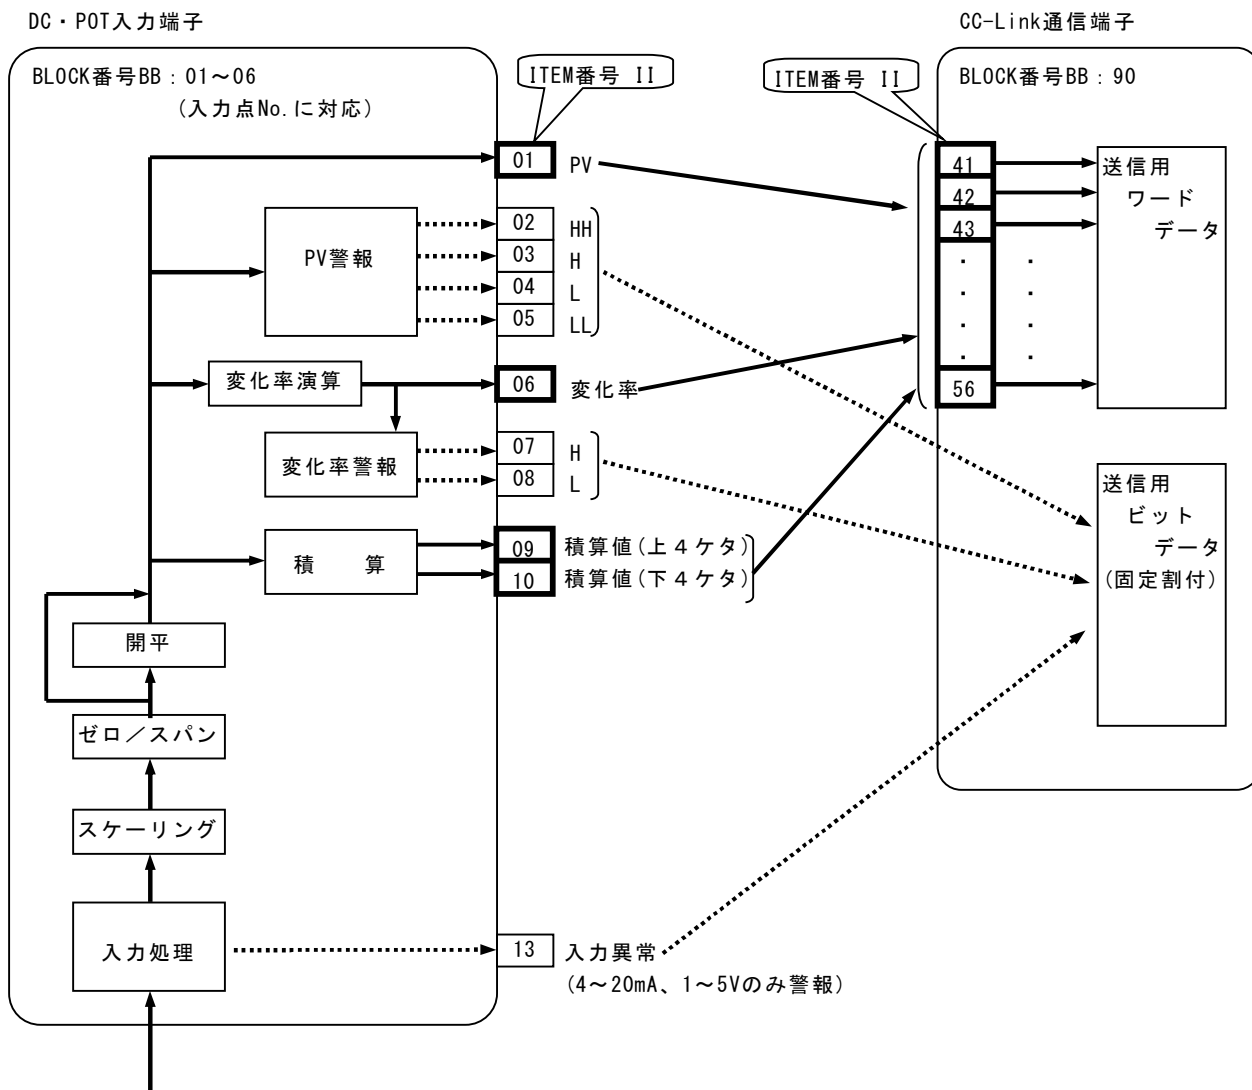 DC・POT入力端子
BLOCK番号BB：01～06
(入力点No.に対応)
ITEM番号 II
01 PV
PV警報
02 HH
03 H
04 L
05 LL
変化率演算
06 変化率
変化率警報
07 H
08 L
積　算
09 積算値(上４ケタ)
10 積算値(下４ケタ)
開平
ゼロ／スパン
スケーリング
入力処理
13 入力異常
(4～20mA、1～5Vのみ警報)
CC-Link通信端子
ITEM番号 II
BLOCK番号BB：90
41
42
43
・ ・
・ ・
・ ・
・ ・
56
送信用
ワード
データ
送信用
ビット
データ
(固定割付)